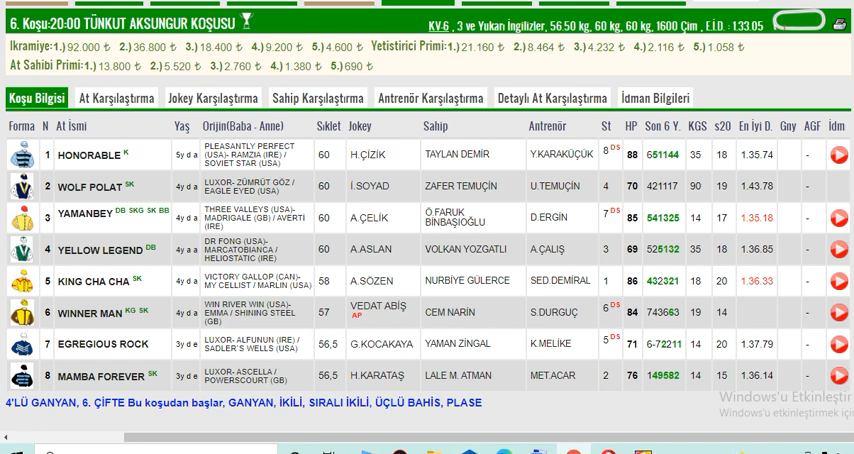 6. Koşu:20:00 TÜNKUT AKSUNGUR KOŞUSU KV-6 , 3 ve Yukarı İngilizler, 56.50 kg, 60 kg, 60 kg, 1600 Çim , E.İ.D. : 1.33.05
İkramiye:1.) 92.000 ₺ 2.) 36.800 ₺ 3.) 18.400 ₺ 4.) 9.200 ₺ 5.) 4.600 ₺ Yetistirici Primi:1.) 21.160 ₺ 2.) 8.464 ₺ 3.) 4.232 ₺ 4.) 2.116 ₺ 5.) 1.058 ₺
At Sahibi Primi:1.) 13.800 ₺ 2.) 5.520 ₺ 3.) 2.760 ₺ 4.) 1.380 ₺ 5.) 690 ₺
Koşu Bilgisi At Karşılaştırma Jokey Karşılaştırma Sahip Karşılaştırma Antrenör Karşılaştırma Detaylı At Karşılaştırma İdman Bilgileri
Forma N At İsmi Yaş Orijin(Baba - Anne) Sıklet Jokey Sahip Antrenör St HP Son 6 Y. KGS s20 En İyi D. Gny AGF İdm
1 HONORABLE K 5y d a PLEASANTLY PERFECT (USA)- RAMZIA (IRE) / SOVIET STAR (USA) 60 H.ÇİZİK TAYLAN DEMİR Y.KARAKÜÇÜK 8 DS 88 651144 35 18 1.35.74 -
2 WOLF POLAT SK 4y d a LUXOR- ZÜMRÜT GÖZ / EAGLE EYED (USA) 60 İ.SOYAD ZAFER TEMUÇİN U.TEMUÇİN 4 70 421117 90 19 1.43.78 -
3 YAMANBEY DB SKG SK BB 4y d a THREE VALLEYS (USA)- MADRIGALE (GB) / AVERTI (IRE) 60 A.ÇELİK Ö.FARUK BİNBAŞIOĞLU D.ERGİN 7 DS 85 541325 14 17 1.35.18 -
4 YELLOW LEGEND DB 4y a a DR FONG (USA)- MARCATOBIANCA / HELIOSTATIC (IRE) 60 A.ASLAN VOLKAN YOZGATLI A.ÇALIŞ 3 69 525132 35 18 1.36.85 -
5 KING CHA CHA SK 4y d a VICTORY GALLOP (CAN)- MY CELLIST / MARLIN (USA) 58 A.SÖZEN NURBİYE GÜLERCE SED.DEMİRAL 1 86 432321 18 20 1.36.33 -
6 WINNER MAN KG SK 4y a a WIN RIVER WIN (USA)- EMMA / SHINING STEEL (GB) 57 VEDAT ABİŞ AP CEM NARİN S.DURGUÇ 6 DS 84 743663 19 14 -
7 EGREGIOUS ROCK 3y d e LUXOR- ALFUNUN (IRE) / SADLER'S WELLS (USA) 56,5 G.KOCAKAYA YAMAN ZİNGAL K.MELİKE 5 DS 71 6-72211 14 20 1.37.79 -
8 MAMBA FOREVER SK 3y d e LUXOR- ASCELLA / POWERSCOURT (GB) 56,5 H.KARATAŞ LALE M. ATMAN MET.ACAR 2 76 149582 14 15 1.36.14 -
4'LÜ GANYAN, 6. ÇİFTE Bu koşudan başlar, GANYAN, İKİLİ, SIRALI İKİLİ, ÜÇLÜ BAHİS, PLASE
Windows'u Etkinleştir
Windows'u etkinleştirmek için